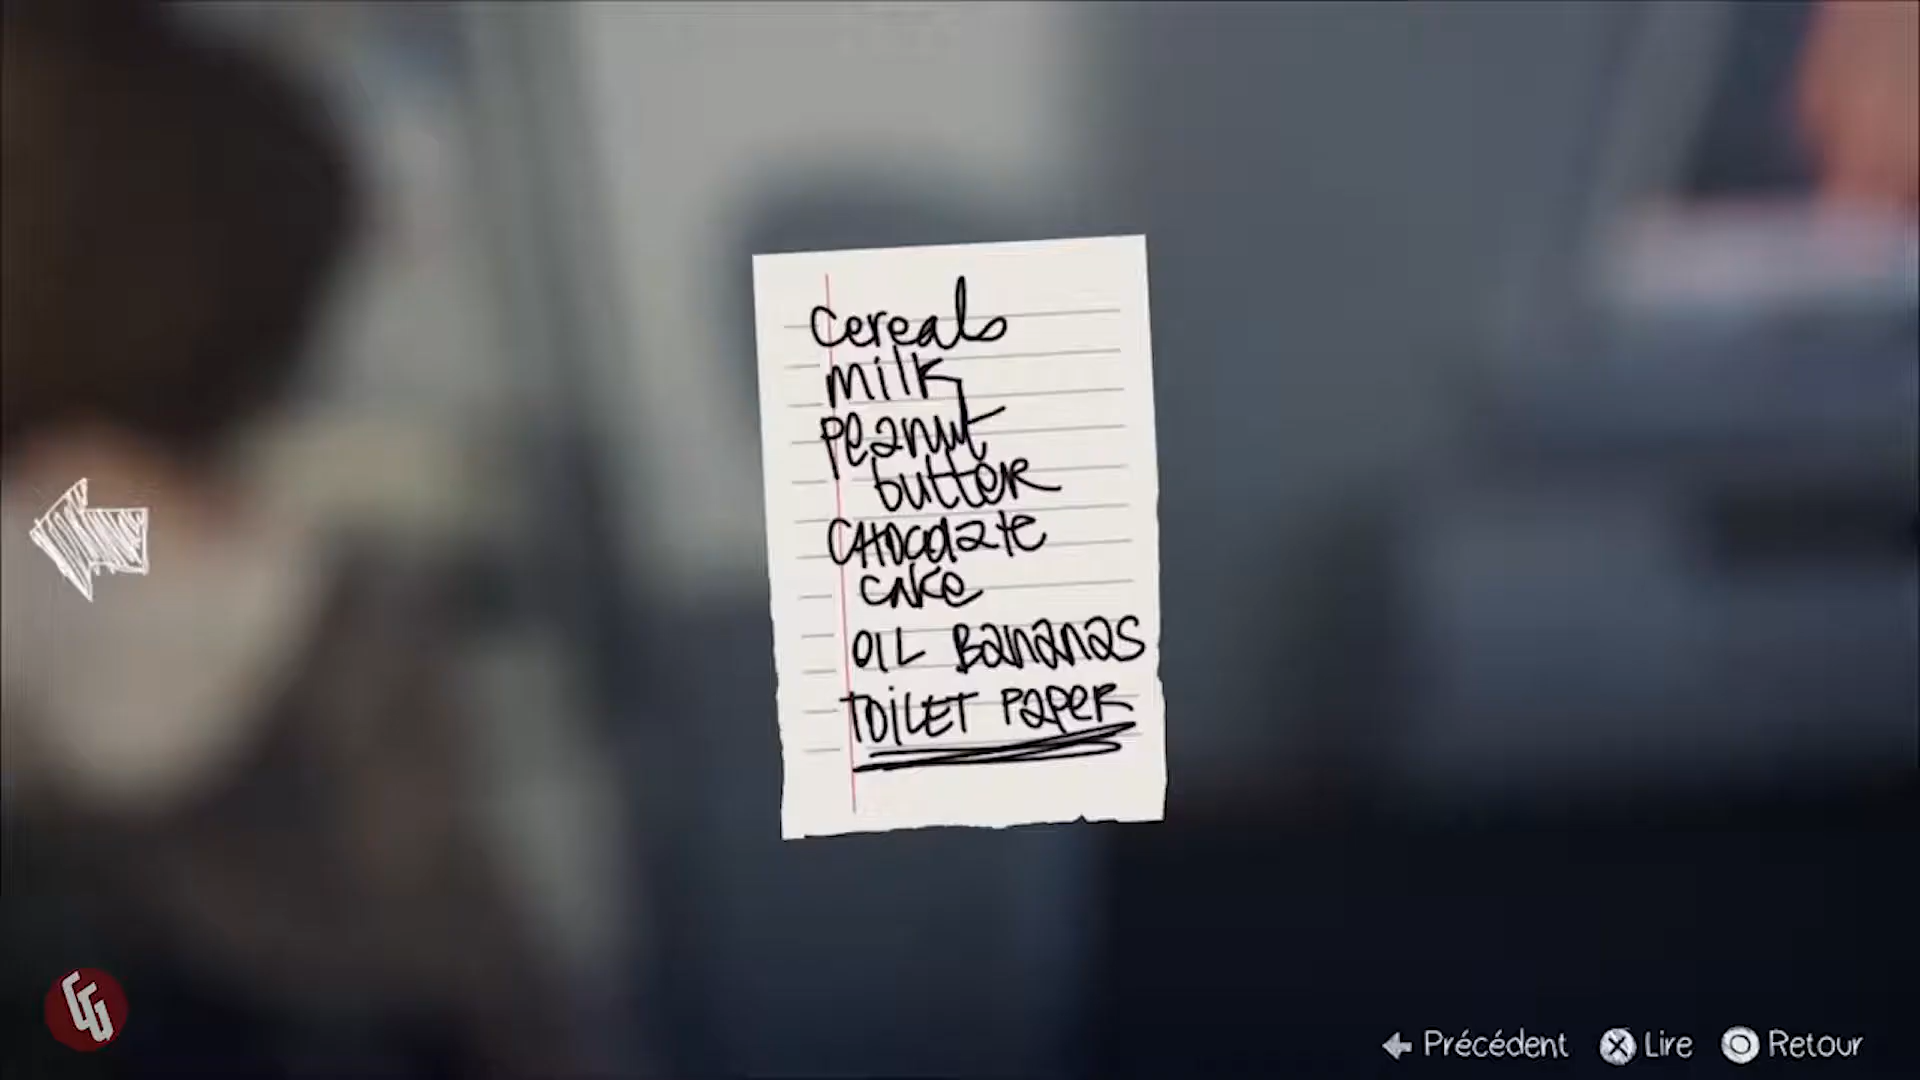 cereals
milk
peanut
butter
CHocolate
cake
OIL Bananas
TOiLET PaPER
Précédent Lire Retour